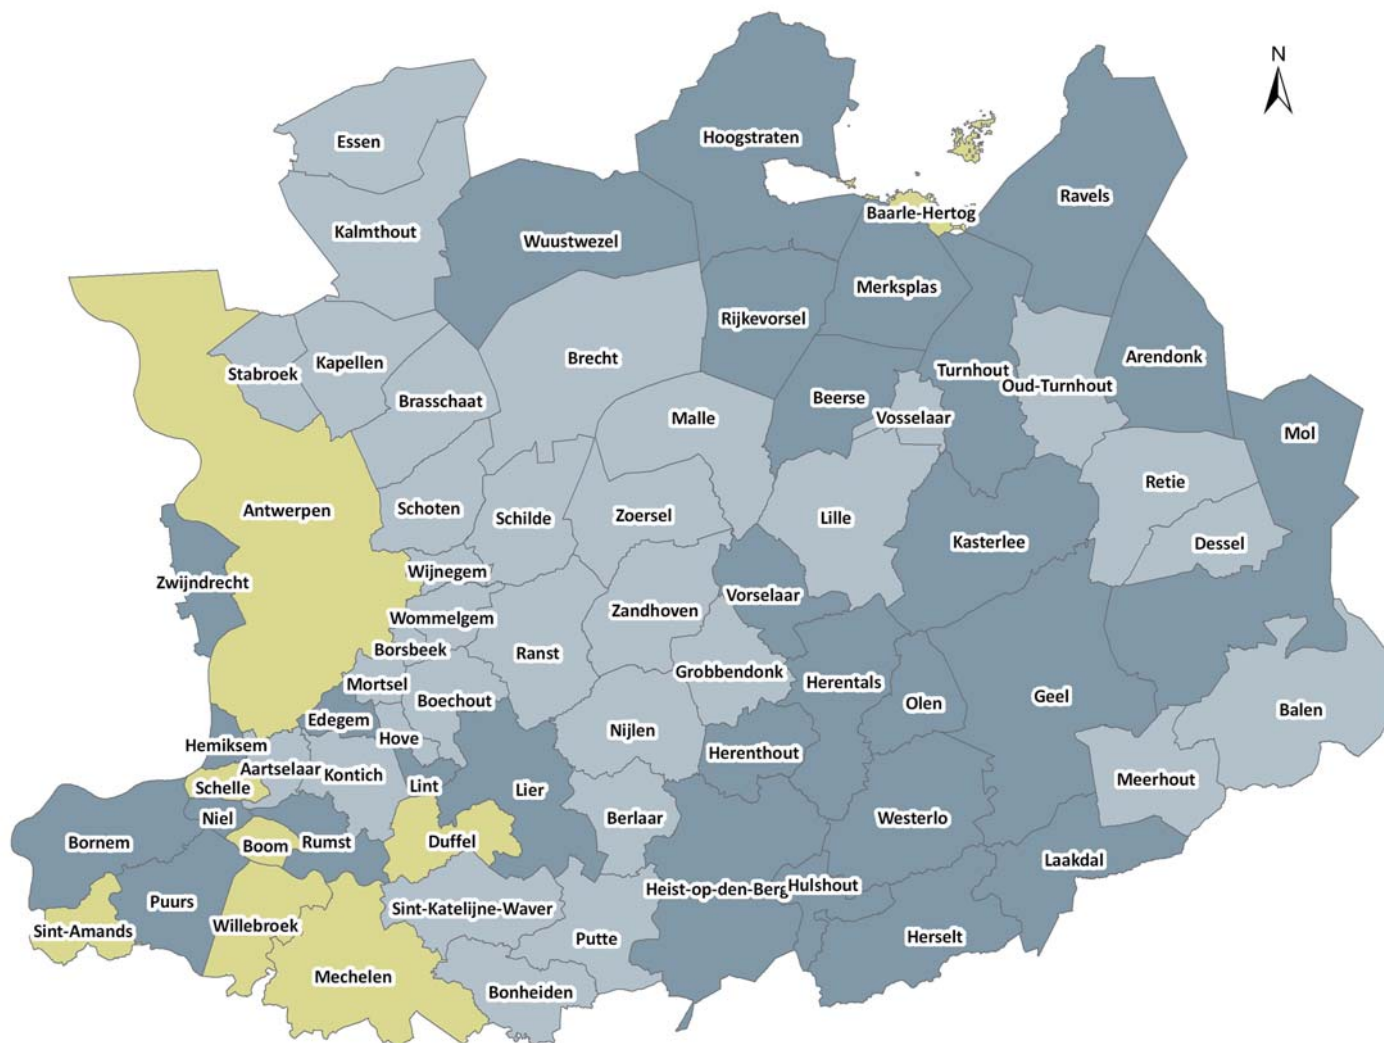 N
Essen
Hoogstraten
Ravels
Baarle-Hertog
Kalmthout
Wuustwezel
Merksplas
Rijkevorsel
Brecht
Arendonk
Kapellen
Stabroek
Turnhout
Oud-Turnhout
Brasschaat
Beerse
Vosselaar
Malle
Mol
Retie
Antwerpen
Schoten
Schilde
Zoersel
Lille
Kasterlee
Dessel
Wijnegem
Zwijndrecht
Vorselaar
Zandhoven
Wommelgem
Borsbeek
Ranst
Grobbendonk
Herentals
Mortsel
Boechout
Olen
Geel
Balen
Edegem
Hove
Nijlen
Herenthout
Hemiksem
Aartselaar
Kontich
Meerhout
Schelle
Lint
Lier
Berlaar
Westerlo
Niel
Bornem
Boom
Rumst
Duffel
Laakdal
Heist-op-den-Berg
Hulshout
Puurs
Sint-Katelijne-Waver
Sint-Amands
Willebroek
Putte
Herselt
Mechelen
Bonheiden